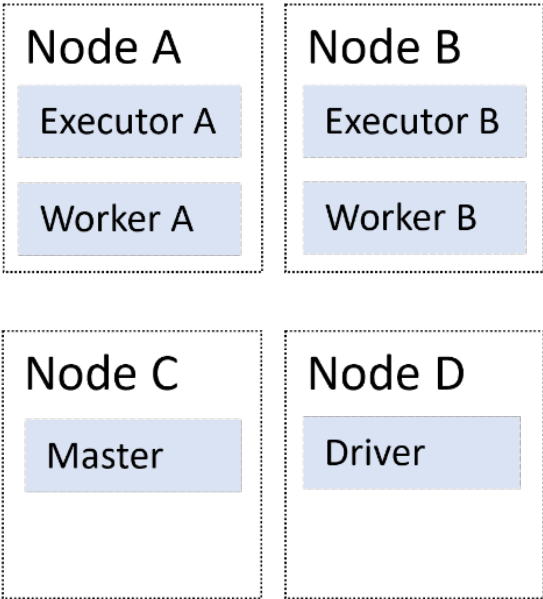 Node A
Executor A
Worker A
Node B
Executor B
Worker B
Node C
Master
Node D
Driver